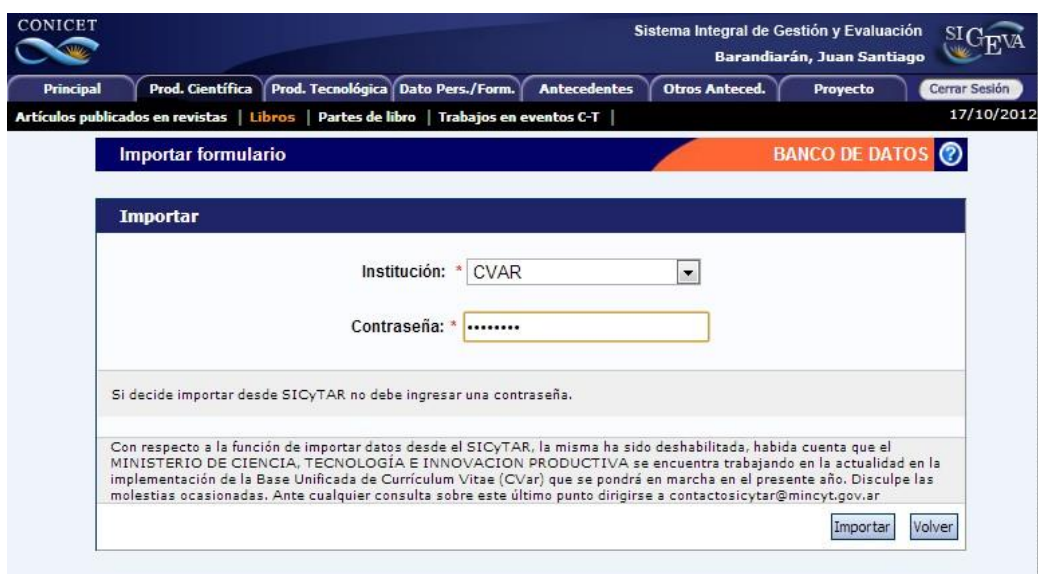 CONICET
Sistema Integral de Gestión y Evaluación
SIGEVA
Barandiarán, Juan Santiago
Principal Prod. Científica Prod. Tecnológica Dato Pers./Form. Antecedentes Otros Anteced. Proyecto Cerrar Sesión
Artículos publicados en revistas | Libros | Partes de libro | Trabajos en eventos C-T | 17/10/2012
Importar formulario BANCO DE DATOS ?
Importar
Institución: * CVAR
Contraseña: * ••••••••
Si decide importar desde SICyTAR no debe ingresar una contraseña.
Con respecto a la función de importar datos desde el SICyTAR, la misma ha sido deshabilitada, habida cuenta que el
MINISTERIO DE CIENCIA, TECNOLOGÍA E INNOVACION PRODUCTIVA se encuentra trabajando en la actualidad en la
implementación de la Base Unificada de Currículum Vitae (CVar) que se pondrá en marcha en el presente año. Disculpe las
molestias ocasionadas. Ante cualquier consulta sobre este último punto dirigirse a contactosicytar@mincyt.gov.ar
Importar Volver